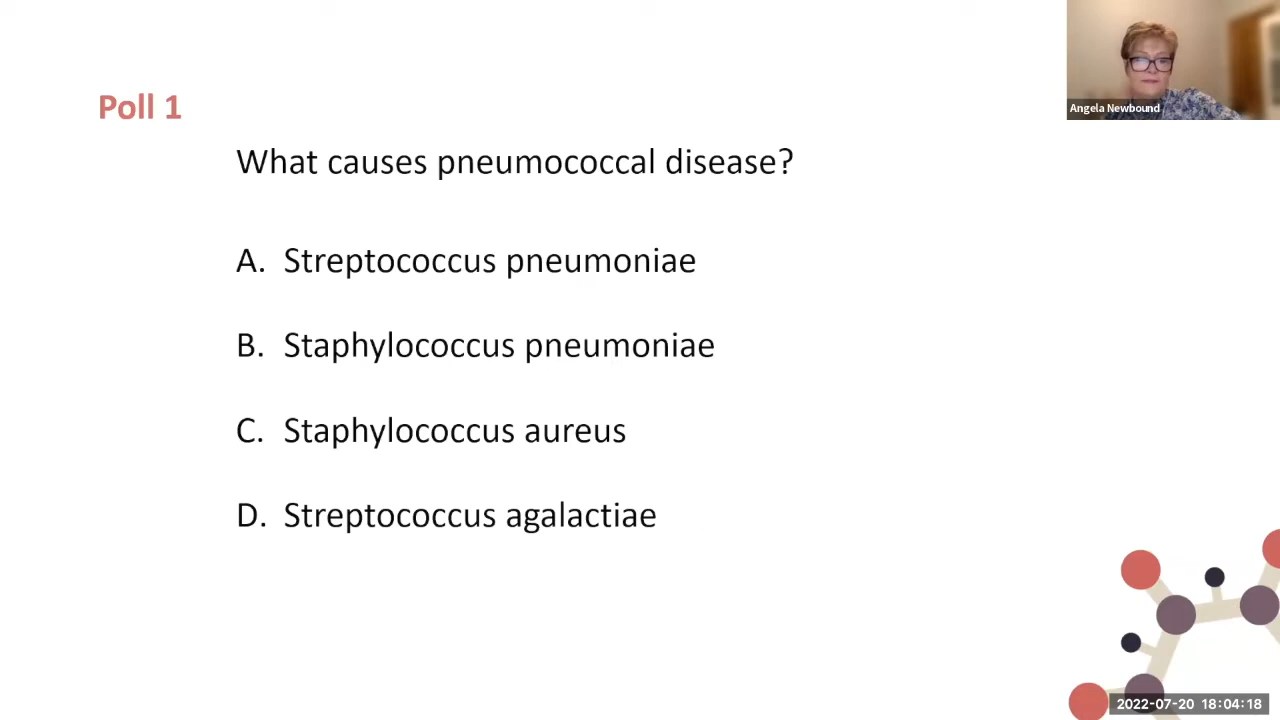 Poll 1
What causes pneumococcal disease?
A. Streptococcus pneumoniae
B. Staphylococcus pneumoniae
C. Staphylococcus aureus
D. Streptococcus agalactiae
Angela Newbound
2022-07-20 18:04:18